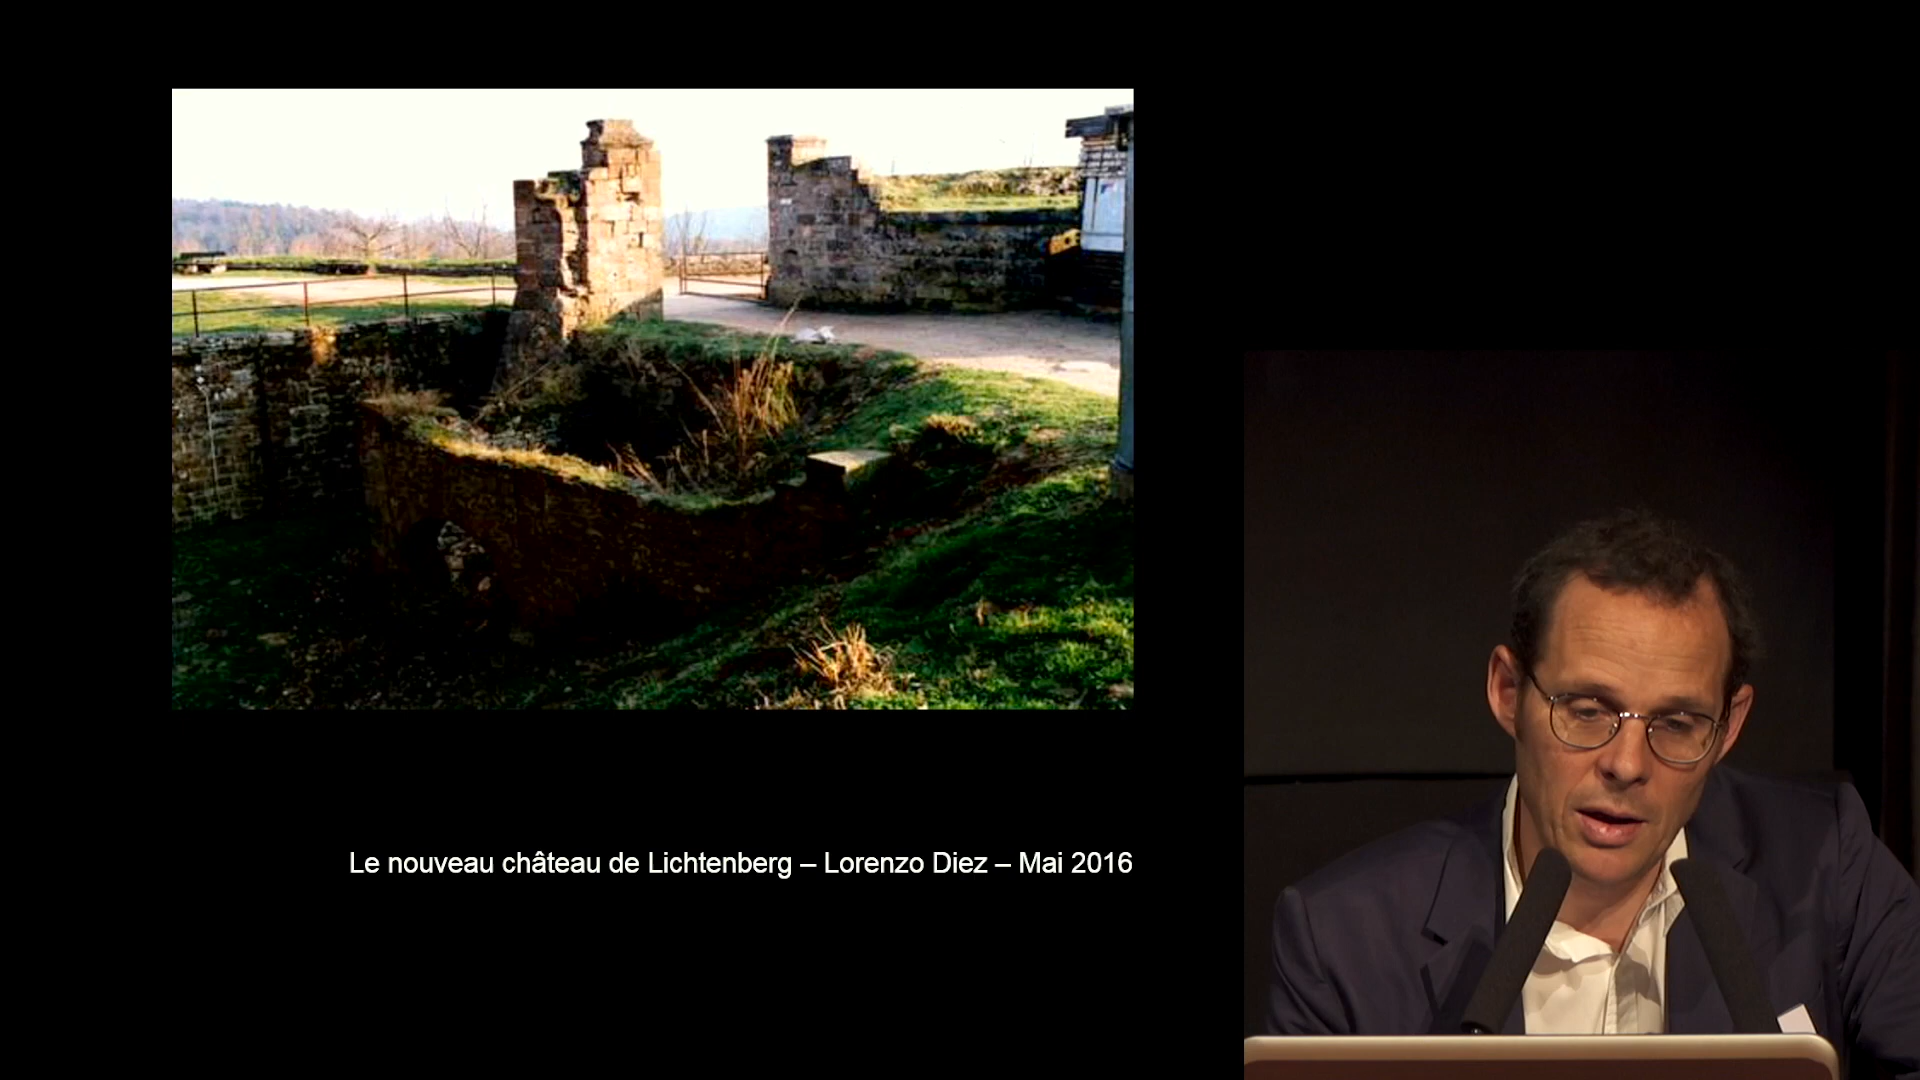 Le nouveau château de Lichtenberg – Lorenzo Diez – Mai 2016